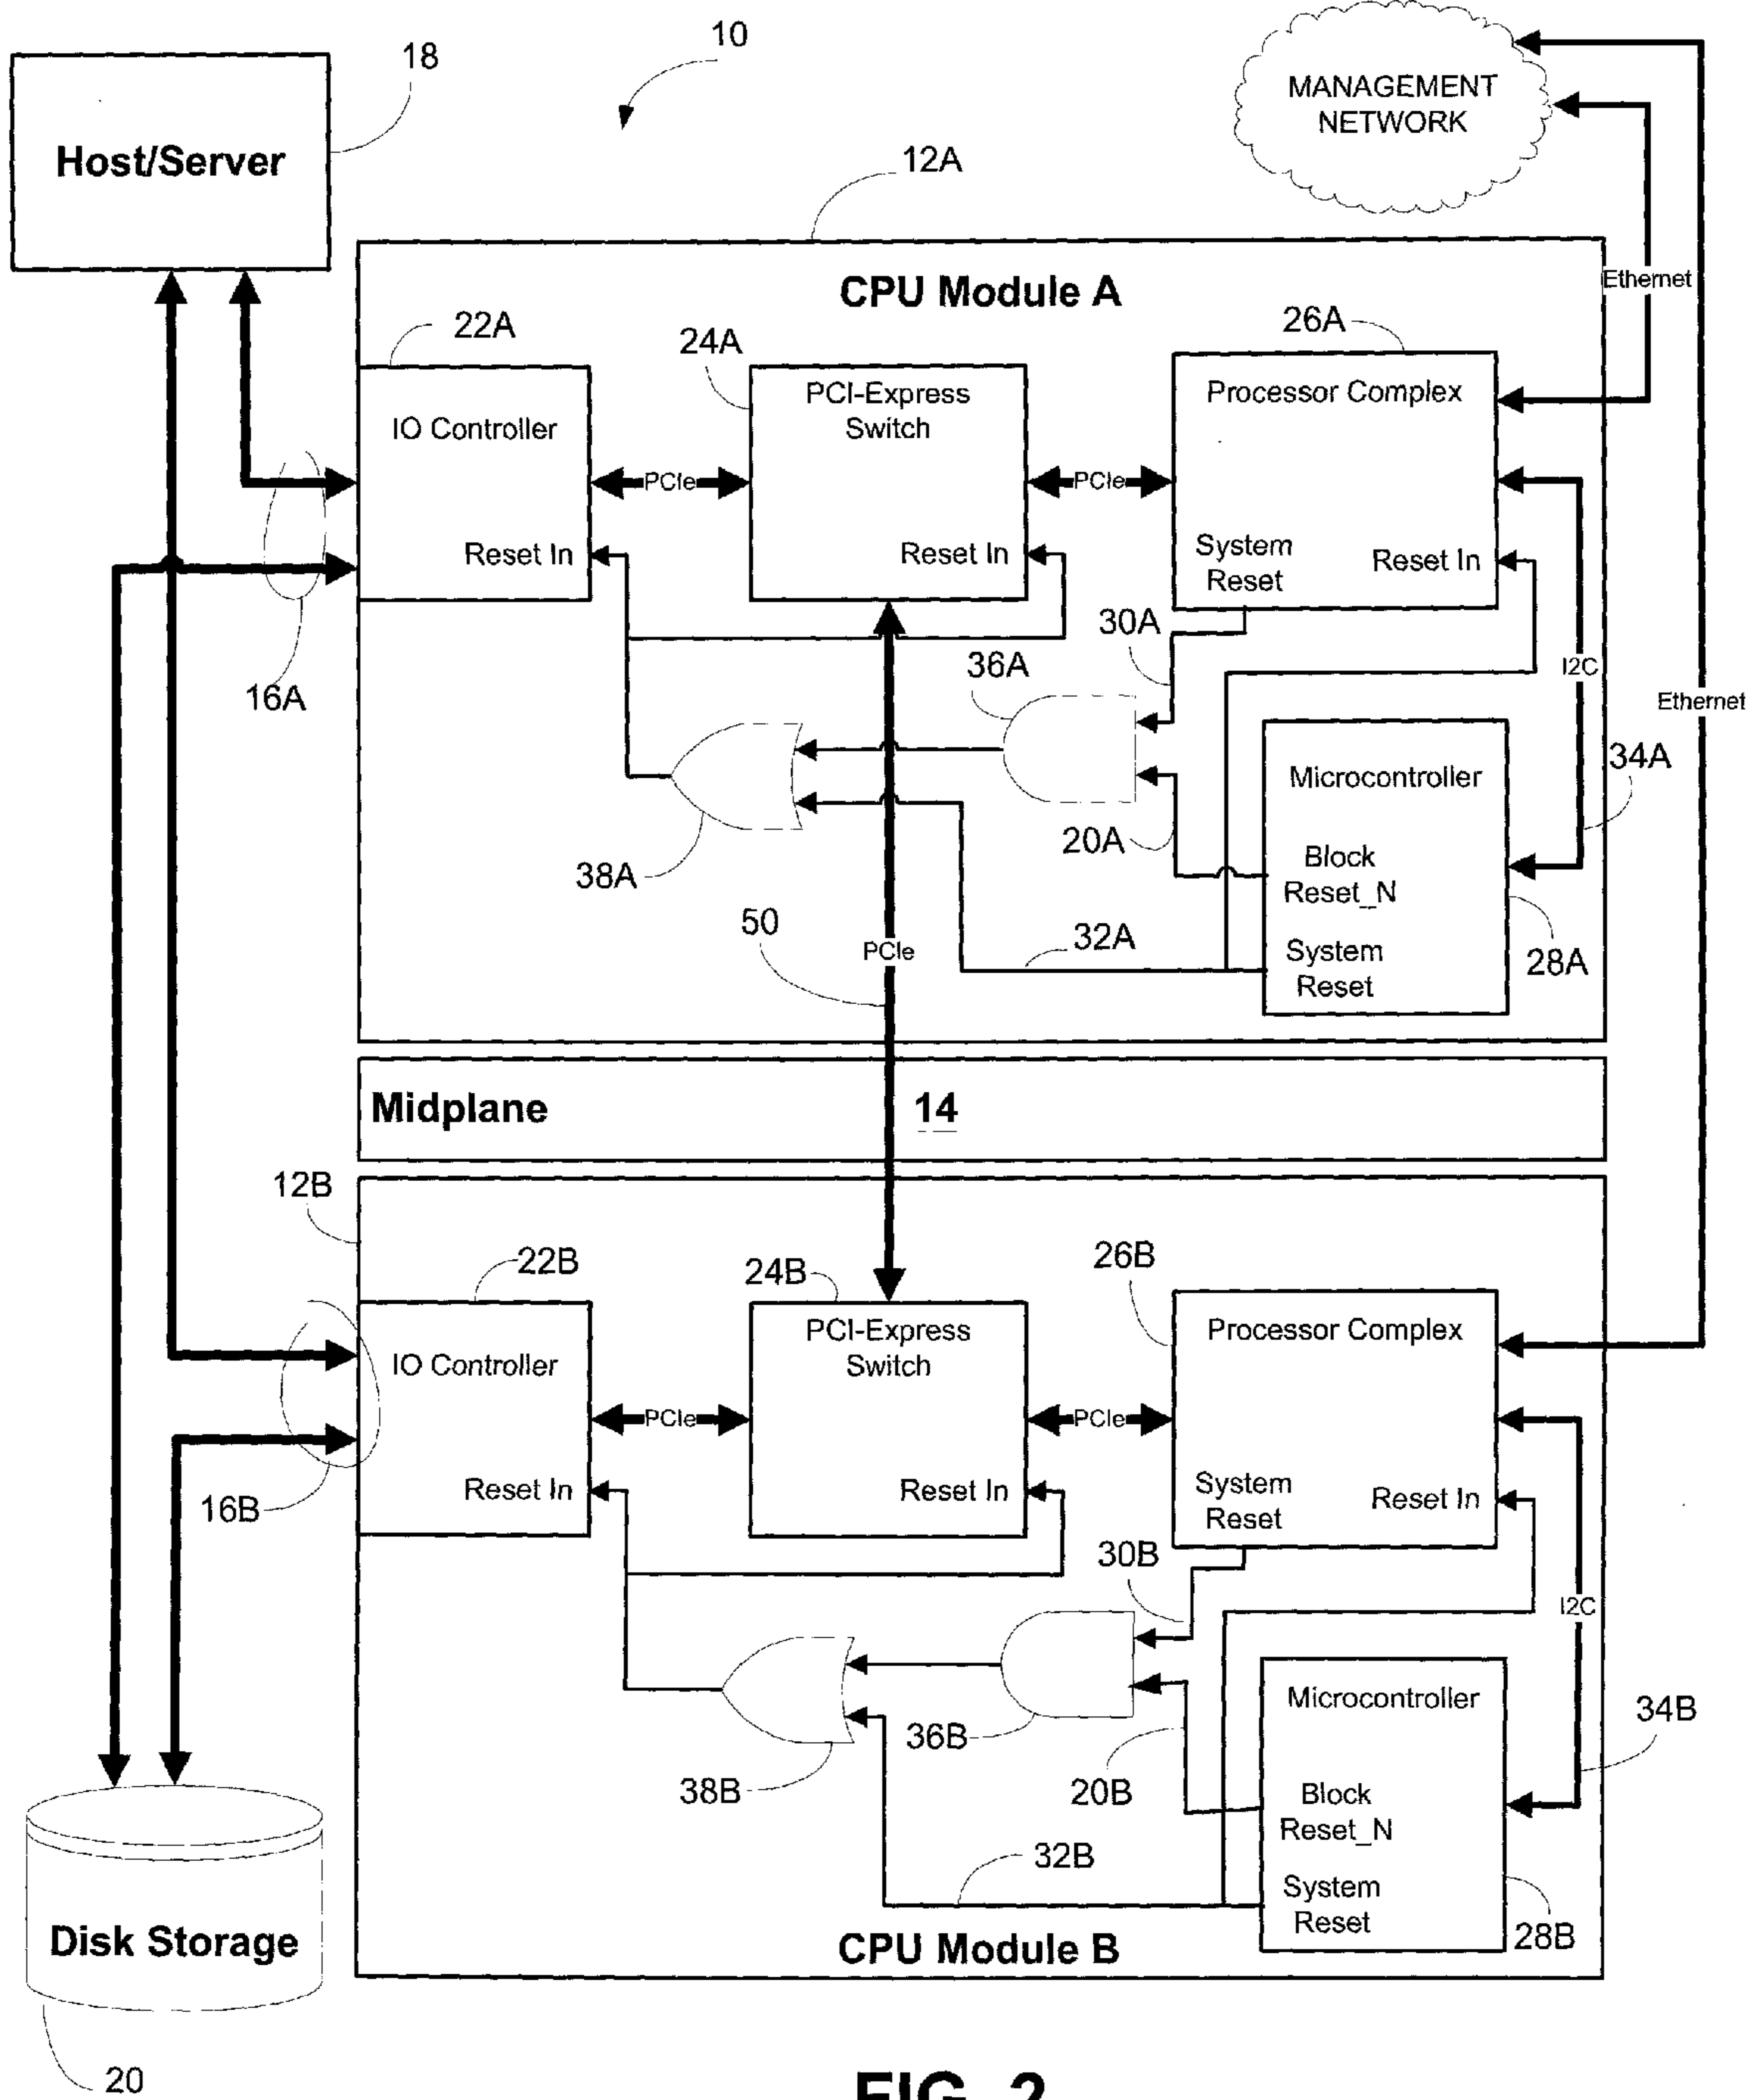 10
18
Host/Server
MANAGEMENT
NETWORK
12A
Ethernet
CPU Module A
22A
24A
26A
IO Controller
PCI-Express
Switch
Processor Complex
PCIe
PCIe
Reset In
Reset In
System
Reset
Reset In
16A
30A
36A
I2C
Ethernet
34A
Microcontroller
38A
20A
Block
Reset_N
50
PCIe
32A
System
Reset
28A
Midplane
14
12B
22B
24B
26B
IO Controller
PCI-Express
Switch
Processor Complex
PCIe
PCIe
Reset In
Reset In
System
Reset
Reset In
16B
30B
I2C
Microcontroller
34B
36B
38B
20B
Block
Reset_N
32B
System
Reset
28B
Disk Storage
CPU Module B
20
FIG. 2